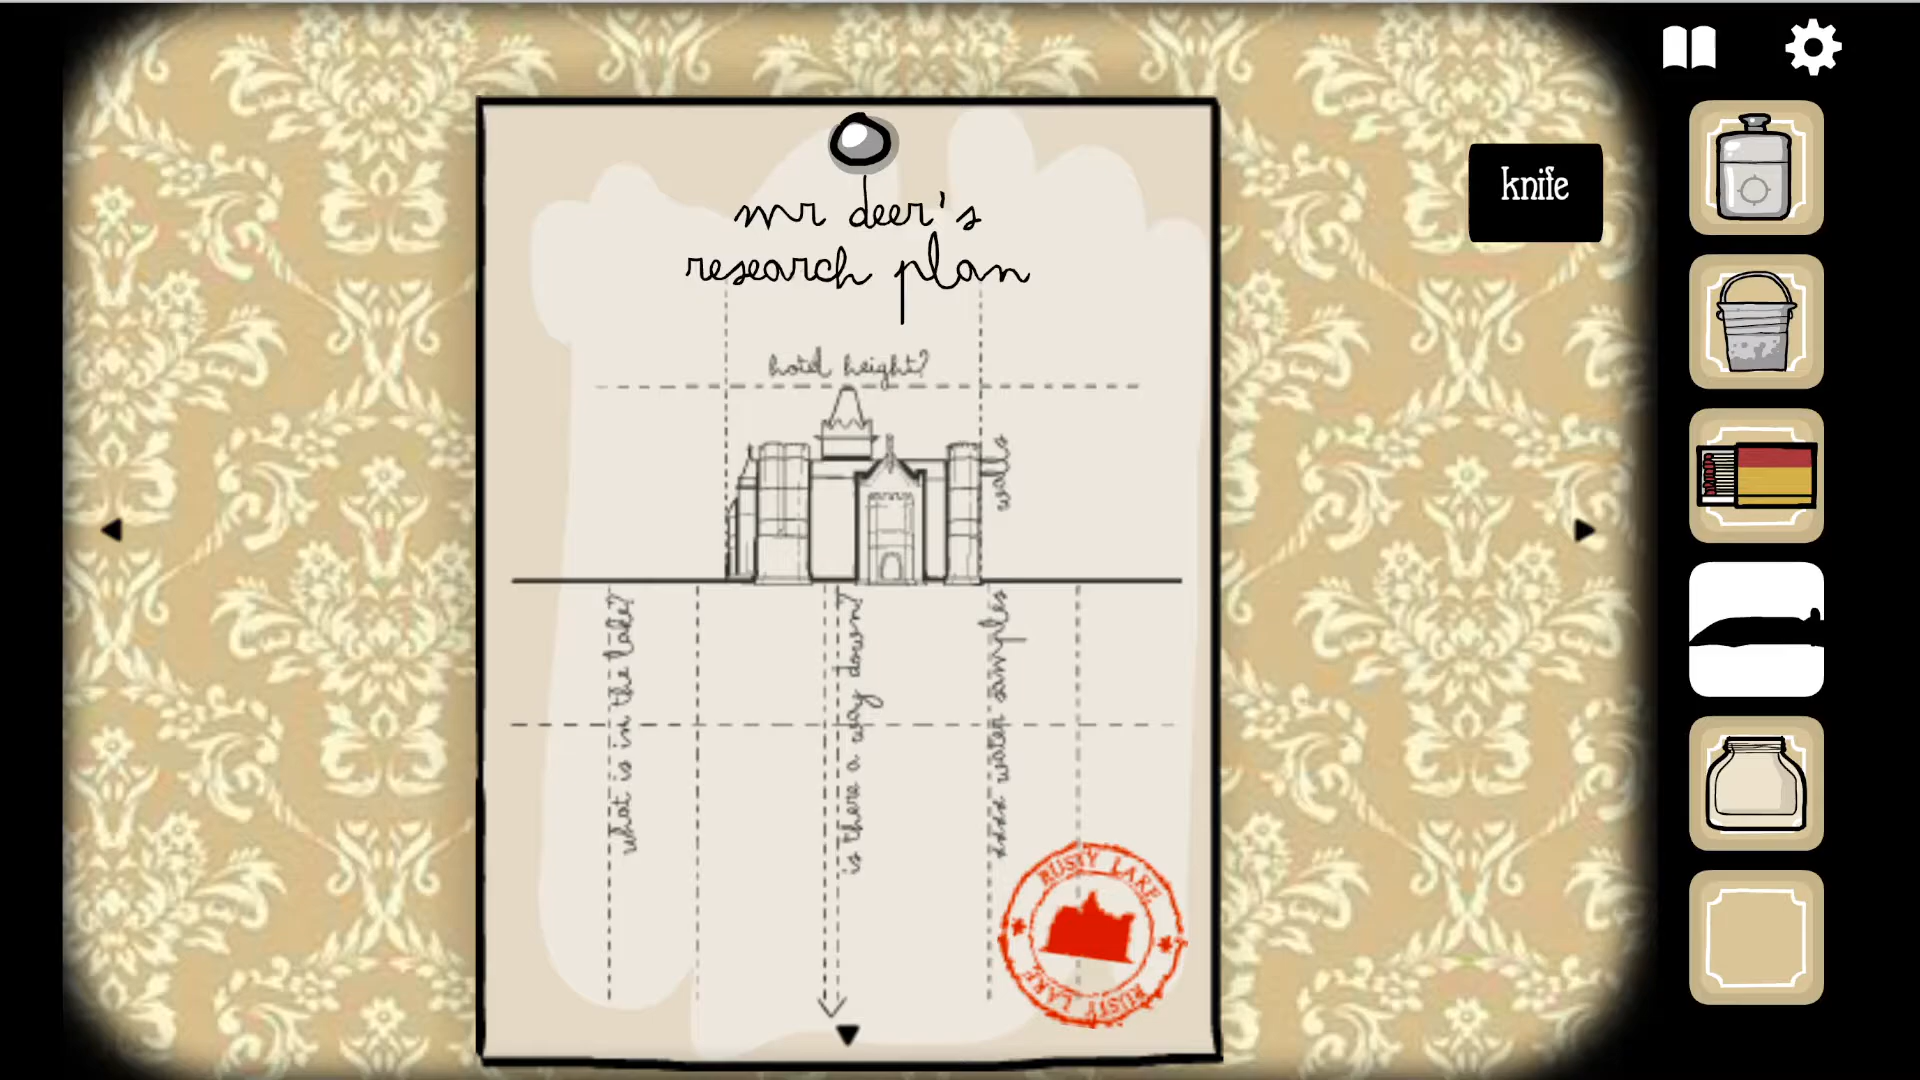 mr deer's
research plan
knife
hotel height?
walls
what is in the lake?
is there a way down?
water samples
RUSTY LAKE
RUSTY LAKE